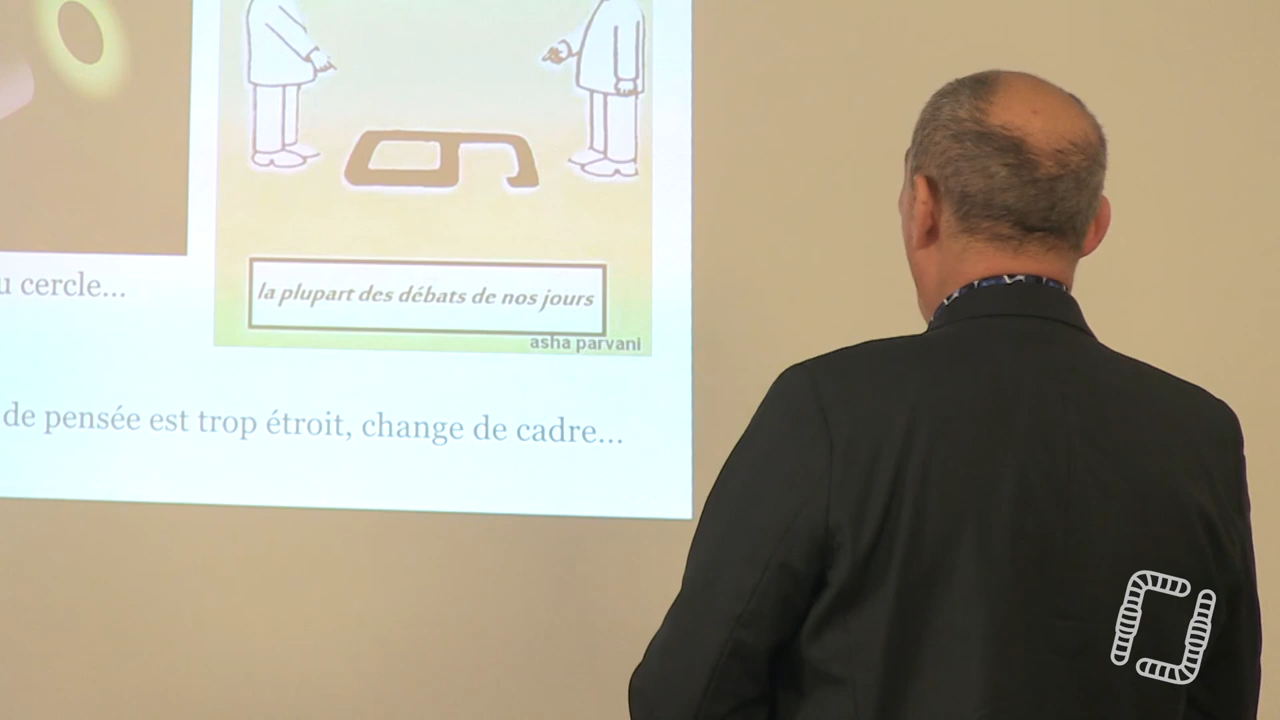 u cercle...
la plupart des débats de nos jours
asha parvani
de pensée est trop étroit, change de cadre...